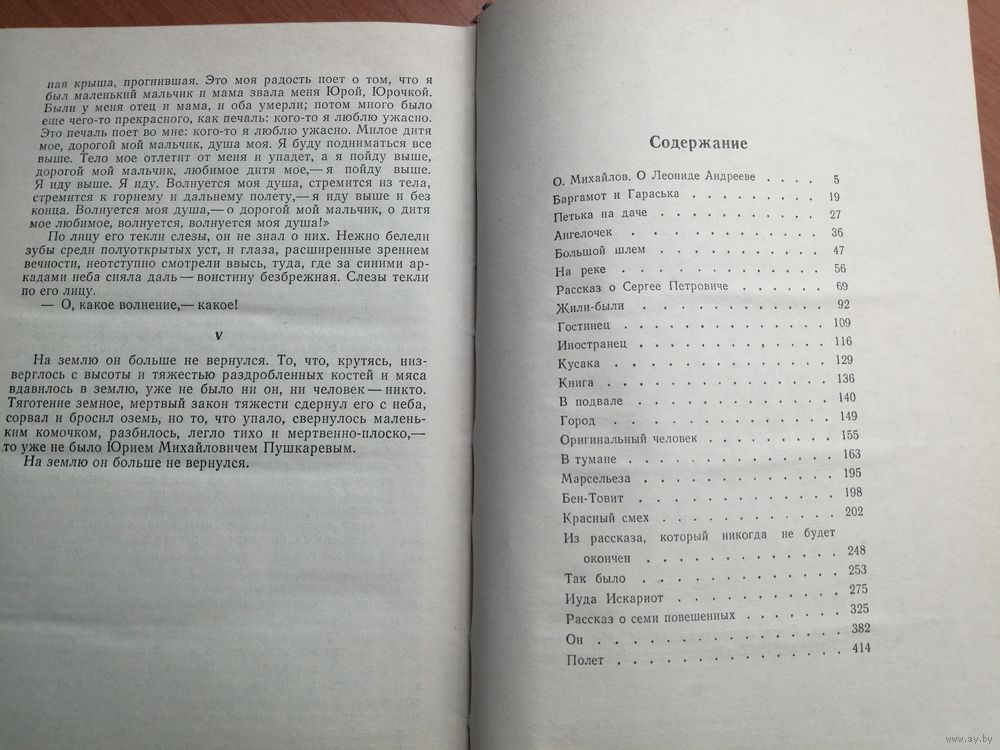 ная крыша, прогнившая. Это моя радость поет о том, что я
был маленький мальчик и мама звала меня Юрой, Юрочкой.
Были у меня отец и мама, и оба умерли; потом много было
еще чего-то прекрасного, как печаль: кого-то я люблю ужасно.
Это печаль поет во мне: кого-то я люблю ужасно. Милое дитя
мое, дорогой мой мальчик, душа моя. Я буду подниматься все
выше. Тело мое отлетит от меня и упадет, а я пойду выше,
дорогой мой мальчик, любимое дитя мое,— я пойду выше.
Я иду выше. Я иду. Волнуется моя душа, стремится из тела,
стремится к горнему и дальнему полету,— я иду выше и без
конца. Волнуется моя душа,— о дорогой мой мальчик, о дитя
мое любимое, волнуется, волнуется моя душа!»
По лицу его текли слезы, он не знал о них. Нежно белели
зубы среди полуоткрытых уст, и глаза, расширенные зрением
вечности, неотступно смотрели ввысь, туда, где за синими ар-
кадами неба сияла даль — воистину безбрежная. Слезы текли
по его лицу.
— О, какое волнение,— какое!
V
На землю он больше не вернулся. То, что, крутясь, низ-
верглось с высоты и тяжестью раздробленных костей и мяса
вдавилось в землю, уже не было ни он, ни человек — никто.
Тяготение земное, мертвый закон тяжести сдернул его с неба,
сорвал и бросил оземь, но то, что упало, свернулось малень-
ким комочком, разбилось, легло тихо и мертвенно-плоско,—
то уже не было Юрием Михайловичем Пушкаревым.
На землю он больше не вернулся.
Содержание
О. Михайлов. О Леониде Андрееве . . . . 5
Баргамот и Гараська . . . . . . . . . 19
Петька на даче . . . . . . . . . . . 27
Ангелочек . . . . . . . . . . . . . 36
Большой шлем . . . . . . . . . . . 47
На реке . . . . . . . . . . . . . . 56
Рассказ о Сергее Петровиче . . . . . . 69
Жили-были . . . . . . . . . . . . 92
Гостинец . . . . . . . . . . . . . 109
Иностранец . . . . . . . . . . . . 116
Кусака . . . . . . . . . . . . . . 129
Книга . . . . . . . . . . . . . . 136
В подвале . . . . . . . . . . . . . 140
Город . . . . . . . . . . . . . . 149
Оригинальный человек . . . . . . . . 155
В тумане . . . . . . . . . . . . . 163
Марсельеза . . . . . . . . . . . . 195
Бен-Товит . . . . . . . . . . . . . 198
Красный смех . . . . . . . . . . . 202
Из рассказа, который никогда не будет
окончен . . . . . . . . . . . . 248
Так было . . . . . . . . . . . . . 253
Иуда Искариот . . . . . . . . . . . 275
Рассказ о семи повешенных . . . . . . 325
Он . . . . . . . . . . . . . . . 382
Полет . . . . . . . . . . . . . . 414
www.ay.by